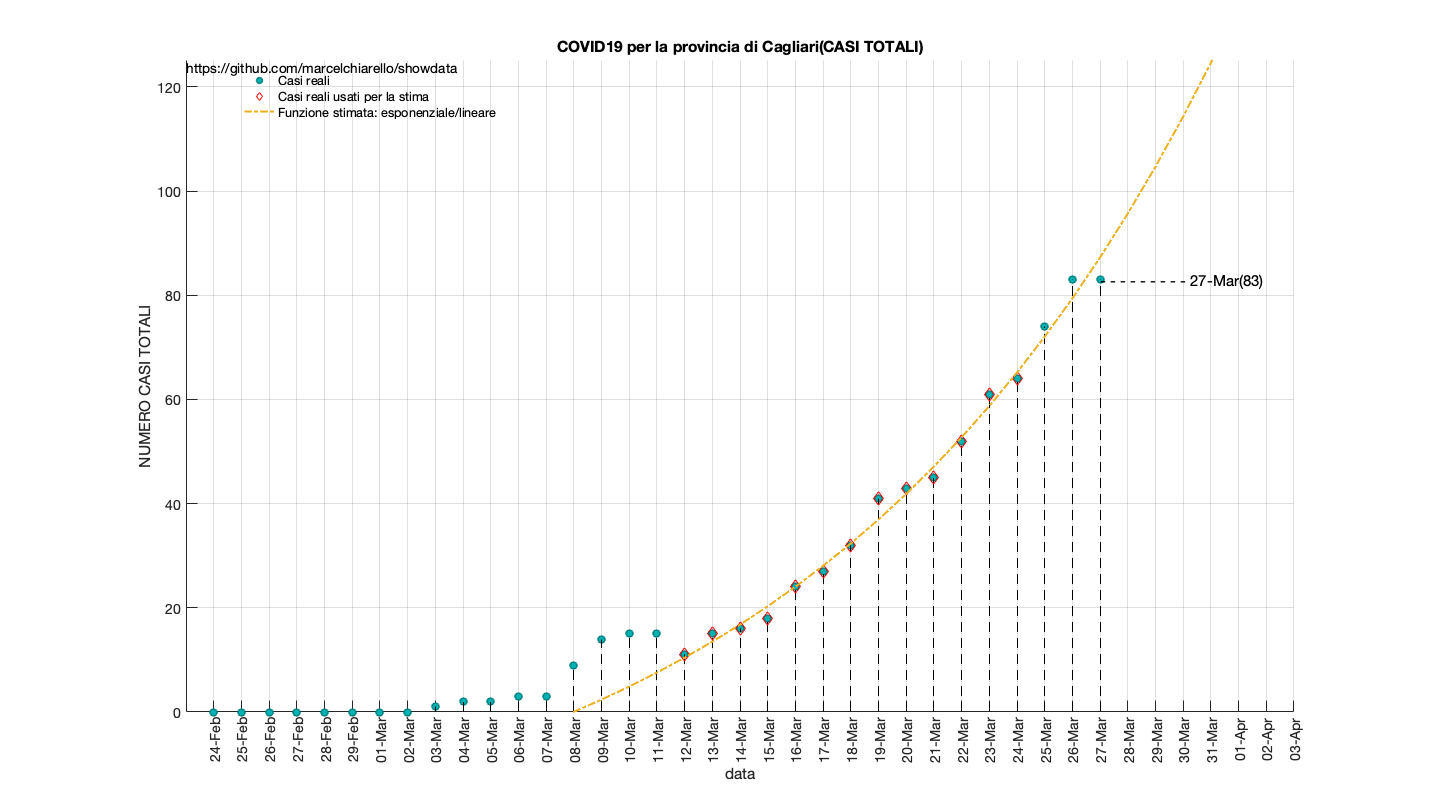 COVID19 per la provincia di Cagliari(CASI TOTALI)
https://github.com/marcelchiarello/showdata
Casi reali
Casi reali usati per la stima
Funzione stimata: esponenziale/lineare
120
100
80
60
40
20
0
NUMERO CASI TOTALI
27-Mar(83)
24-Feb
25-Feb
26-Feb
27-Feb
28-Feb
29-Feb
01-Mar
02-Mar
03-Mar
04-Mar
05-Mar
06-Mar
07-Mar
08-Mar
09-Mar
10-Mar
11-Mar
12-Mar
13-Mar
14-Mar
15-Mar
16-Mar
17-Mar
18-Mar
19-Mar
20-Mar
21-Mar
22-Mar
23-Mar
24-Mar
25-Mar
26-Mar
27-Mar
28-Mar
29-Mar
30-Mar
31-Mar
01-Apr
02-Apr
03-Apr
data